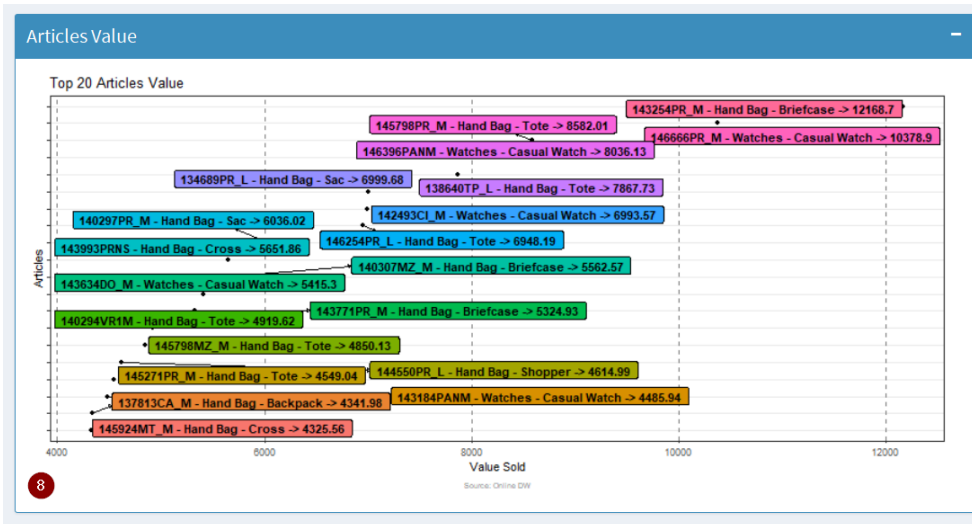 Articles Value
Top 20 Articles Value
143254PR_M - Hand Bag - Briefcase -> 12168.7
145798PR_M - Hand Bag - Tote -> 8582.01
146666PR_M - Watches - Casual Watch -> 10378.9
146396PANM - Watches - Casual Watch -> 8036.13
134689PR_L - Hand Bag - Sac -> 6999.68
138640TP_L - Hand Bag - Tote -> 7867.73
142493CI_M - Watches - Casual Watch -> 6993.57
140297PR_M - Hand Bag - Sac -> 6036.02
146254PR_L - Hand Bag - Tote -> 6948.19
143993PRNS - Hand Bag - Cross -> 5651.86
140307MZ_M - Hand Bag - Briefcase -> 5562.57
143634DO_M - Watches - Casual Watch -> 5415.3
143771PR_M - Hand Bag - Briefcase -> 5324.93
140294VR1M - Hand Bag - Tote -> 4919.62
145798MZ_M - Hand Bag - Tote -> 4850.13
144550PR_L - Hand Bag - Shopper -> 4614.99
145271PR_M - Hand Bag - Tote -> 4549.04
143184PANM - Watches - Casual Watch -> 4485.94
137813CA_M - Hand Bag - Backpack -> 4341.98
145924MT_M - Hand Bag - Cross -> 4325.56
Articles
4000 6000 8000 10000 12000
Value Sold
Source: Online DW
8